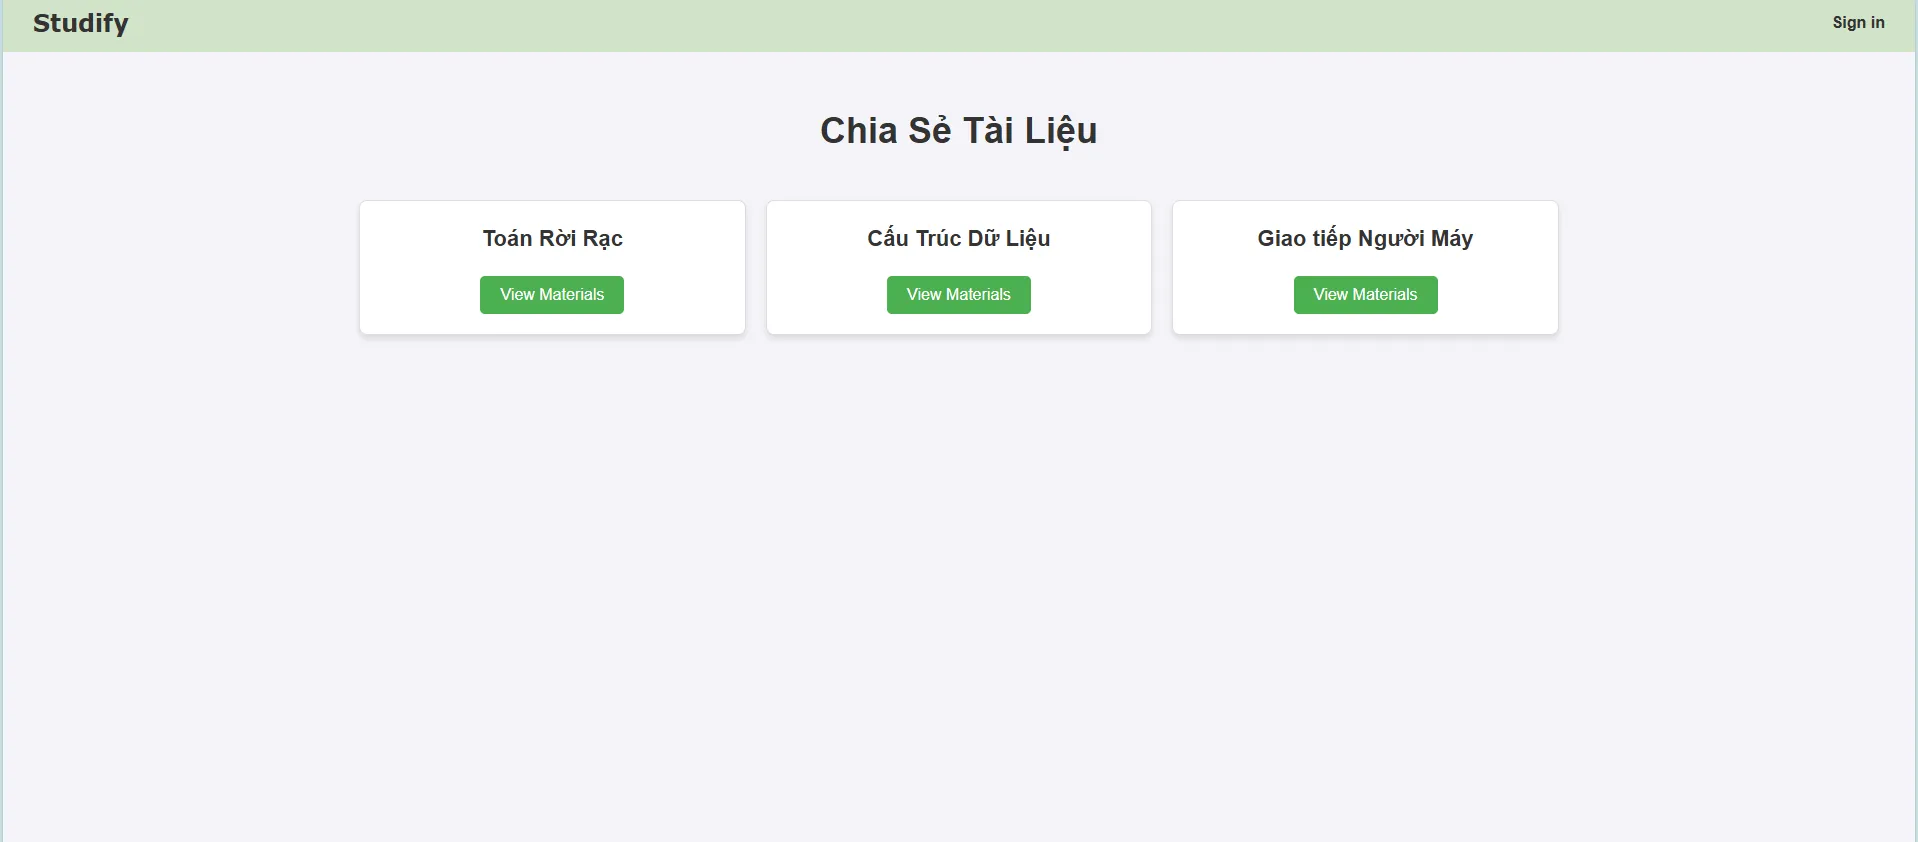 Studify
Sign in
Chia Sẻ Tài Liệu
Toán Rời Rạc
View Materials
Cấu Trúc Dữ Liệu
View Materials
Giao tiếp Người Máy
View Materials